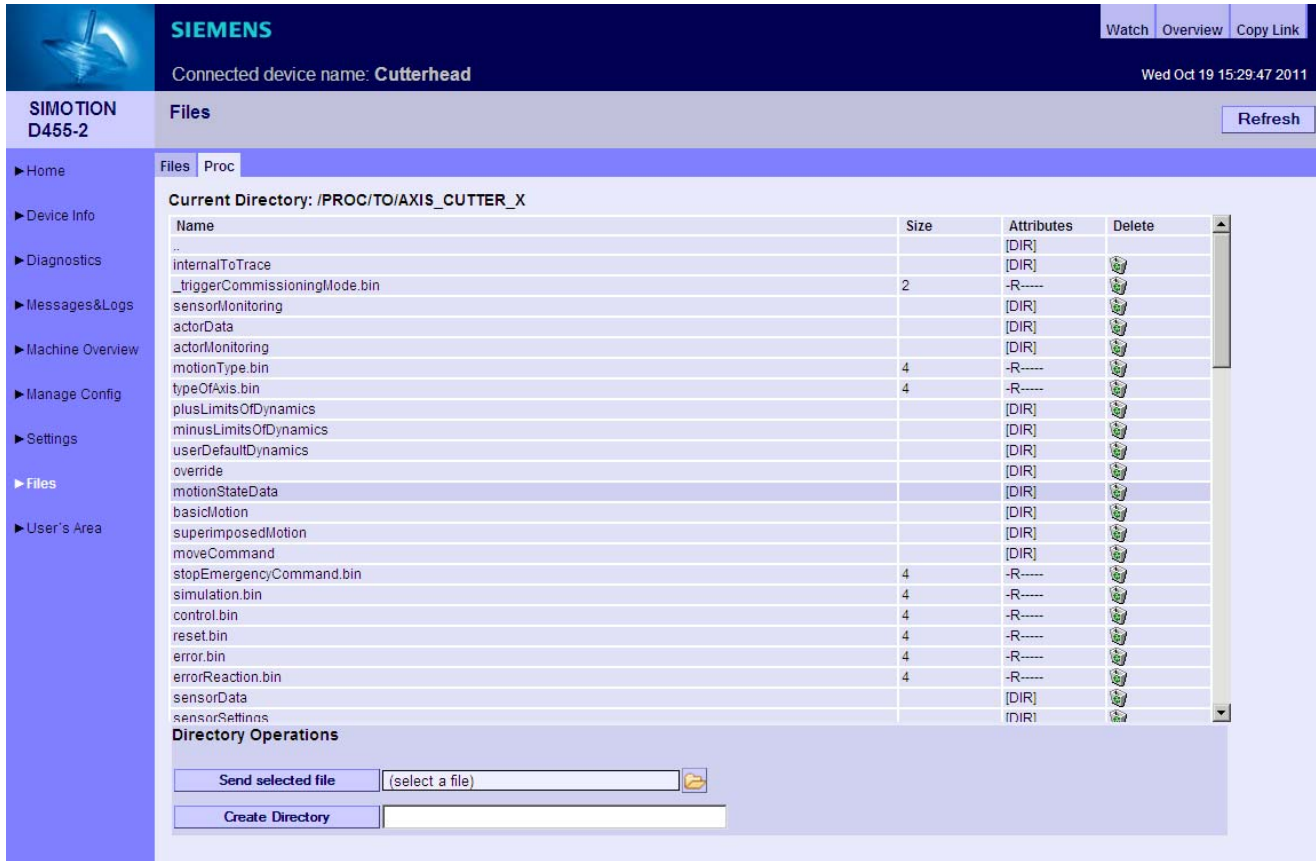 SIEMENS
Watch Overview Copy Link
Connected device name: Cutterhead
Wed Oct 19 15:29:47 2011
SIMOTION
D455-2
Files
Refresh
►Home
►Device Info
►Diagnostics
►Messages&Logs
►Machine Overview
►Manage Config
►Settings
►Files
►User´s Area
Files Proc
Current Directory: /PROC/TO/AXIS_CUTTER_X
Name Size Attributes Delete
.. [DIR]
internalToTrace [DIR]
_triggerCommissioningMode.bin 2 -R-----
sensorMonitoring [DIR]
actorData [DIR]
actorMonitoring [DIR]
motionType.bin 4 -R-----
typeOfAxis.bin 4 -R-----
plusLimitsOfDynamics [DIR]
minusLimitsOfDynamics [DIR]
userDefaultDynamics [DIR]
override [DIR]
motionStateData [DIR]
basicMotion [DIR]
superimposedMotion [DIR]
moveCommand [DIR]
stopEmergencyCommand.bin 4 -R-----
simulation.bin 4 -R-----
control.bin 4 -R-----
reset.bin 4 -R-----
error.bin 4 -R-----
errorReaction.bin 4 -R-----
sensorData [DIR]
sensorSettings [DIR]
Directory Operations
Send selected file (select a file)
Create Directory